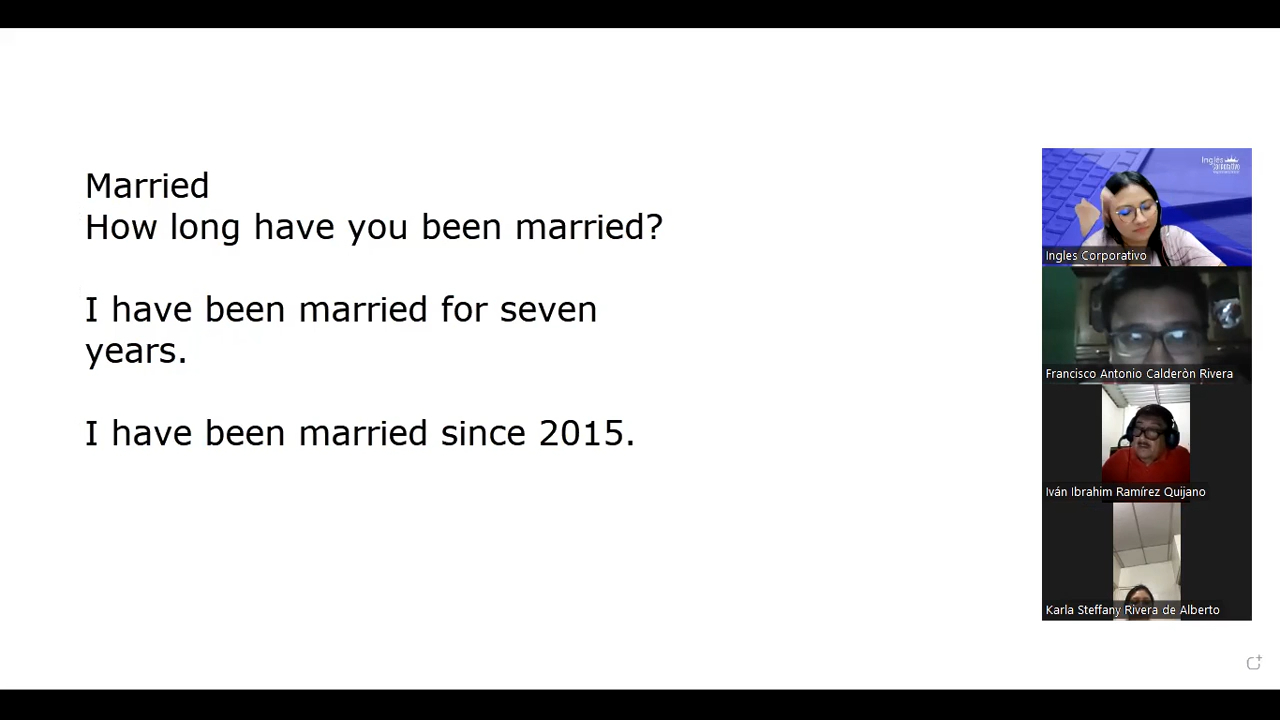 Married
How long have you been married?
I have been married for seven
years.
I have been married since 2015.
Inglés
Ingles Corporativo
Francisco Antonio Calderòn Rivera
Iván Ibrahim Ramírez Quijano
Karla Steffany Rivera de Alberto